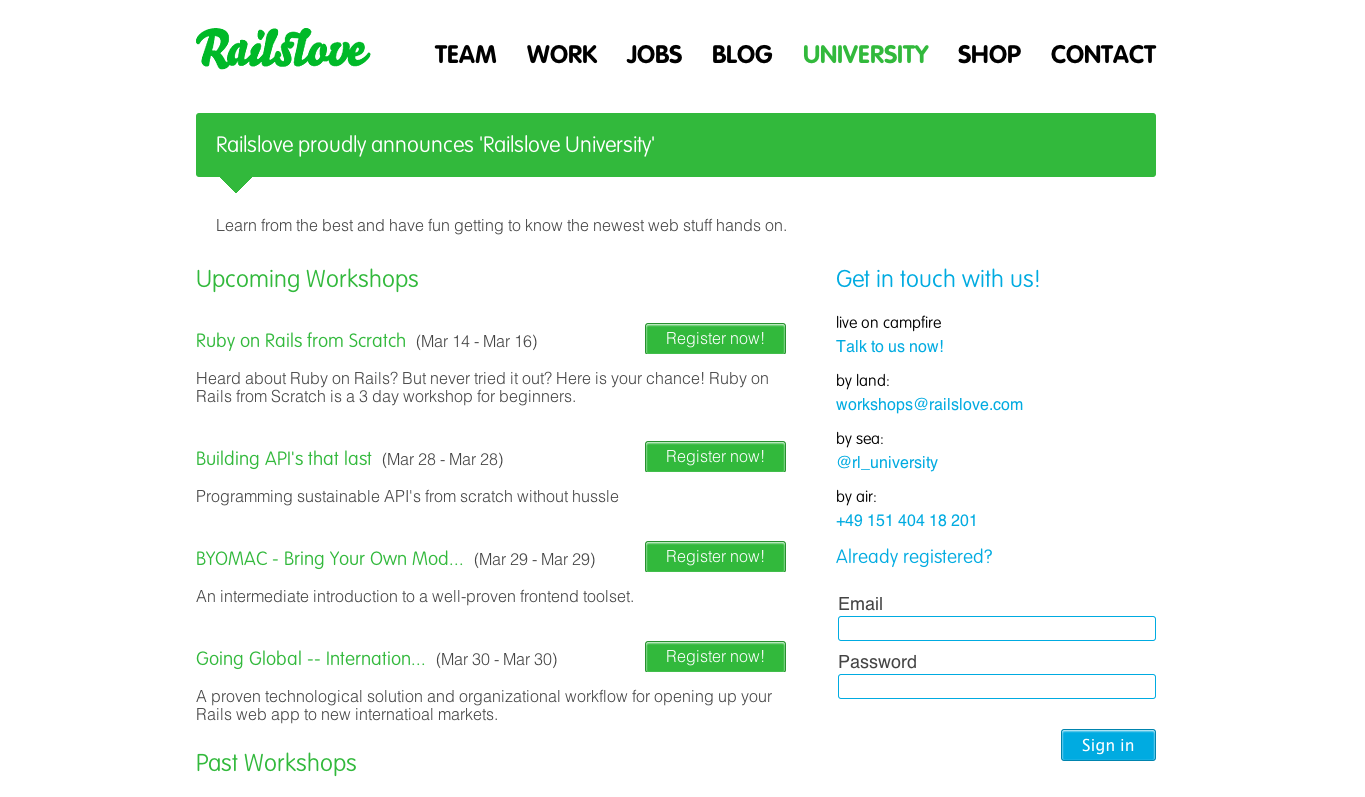 Railslove
TEAM WORK JOBS BLOG UNIVERSITY SHOP CONTACT
Railslove proudly announces 'Railslove University'
Learn from the best and have fun getting to know the newest web stuff hands on.
Upcoming Workshops
Ruby on Rails from Scratch (Mar 14 - Mar 16)
Register now!
Heard about Ruby on Rails? But never tried it out? Here is your chance! Ruby on
Rails from Scratch is a 3 day workshop for beginners.
Building API's that last (Mar 28 - Mar 28)
Register now!
Programming sustainable API's from scratch without hussle
BYOMAC - Bring Your Own Mod... (Mar 29 - Mar 29)
Register now!
An intermediate introduction to a well-proven frontend toolset.
Going Global -- Internation... (Mar 30 - Mar 30)
Register now!
A proven technological solution and organizational workflow for opening up your
Rails web app to new internatioal markets.
Past Workshops
Get in touch with us!
live on campfire
Talk to us now!
by land:
workshops@railslove.com
by sea:
@rl_university
by air:
+49 151 404 18 201
Already registered?
Email
Password
Sign in